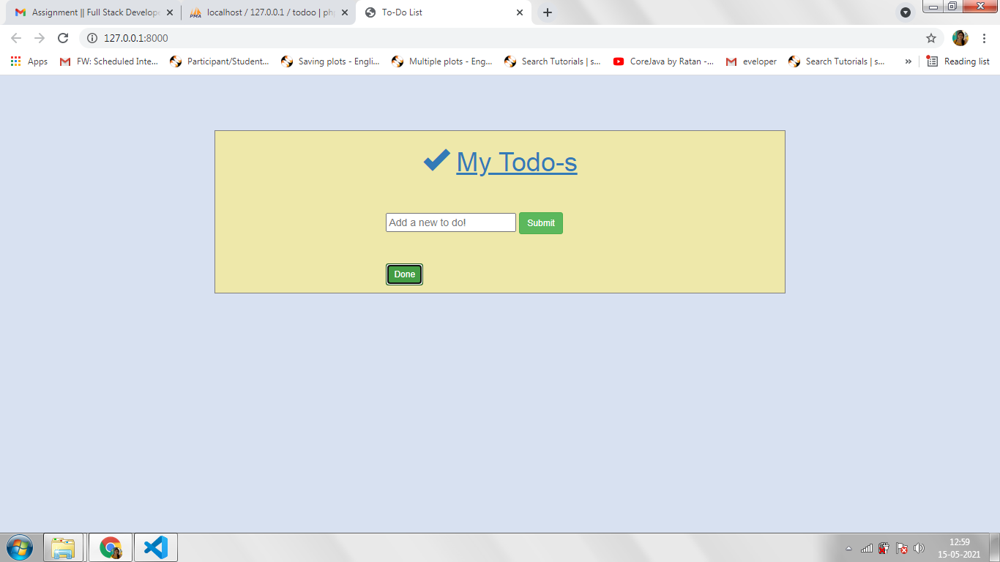 Assignment || Full Stack Develope
localhost / 127.0.0.1 / todoo | ph
To-Do List
127.0.0.1:8000
Apps
FW: Scheduled Inte...
Participant/Student...
Saving plots - Engli...
Multiple plots - Eng...
Search Tutorials | s...
CoreJava by Ratan -...
eveloper
Search Tutorials | s...
»
Reading list
My Todo-s
Add a new to do!
Submit
Done
12:59
15-05-2021